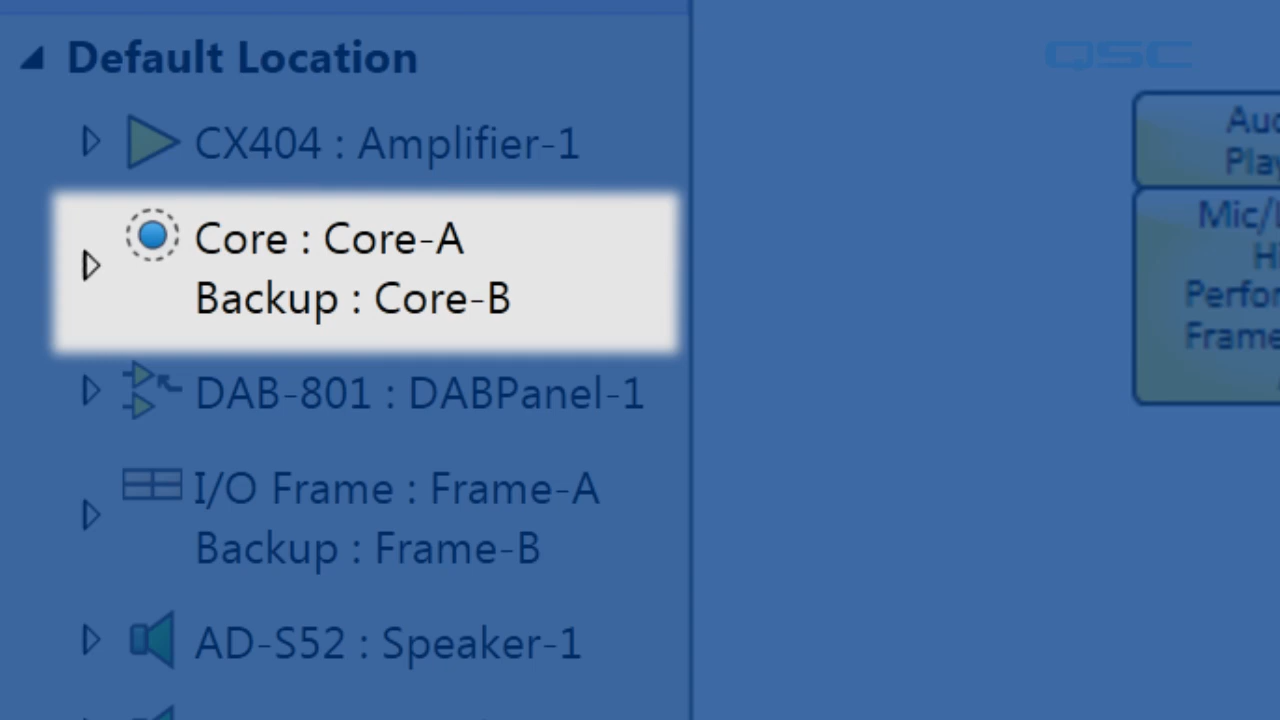 Default Location
QSC
CX404 : Amplifier-1
Core : Core-A
Backup : Core-B
DAB-801 : DABPanel-1
I/O Frame : Frame-A
Backup : Frame-B
AD-S52 : Speaker-1